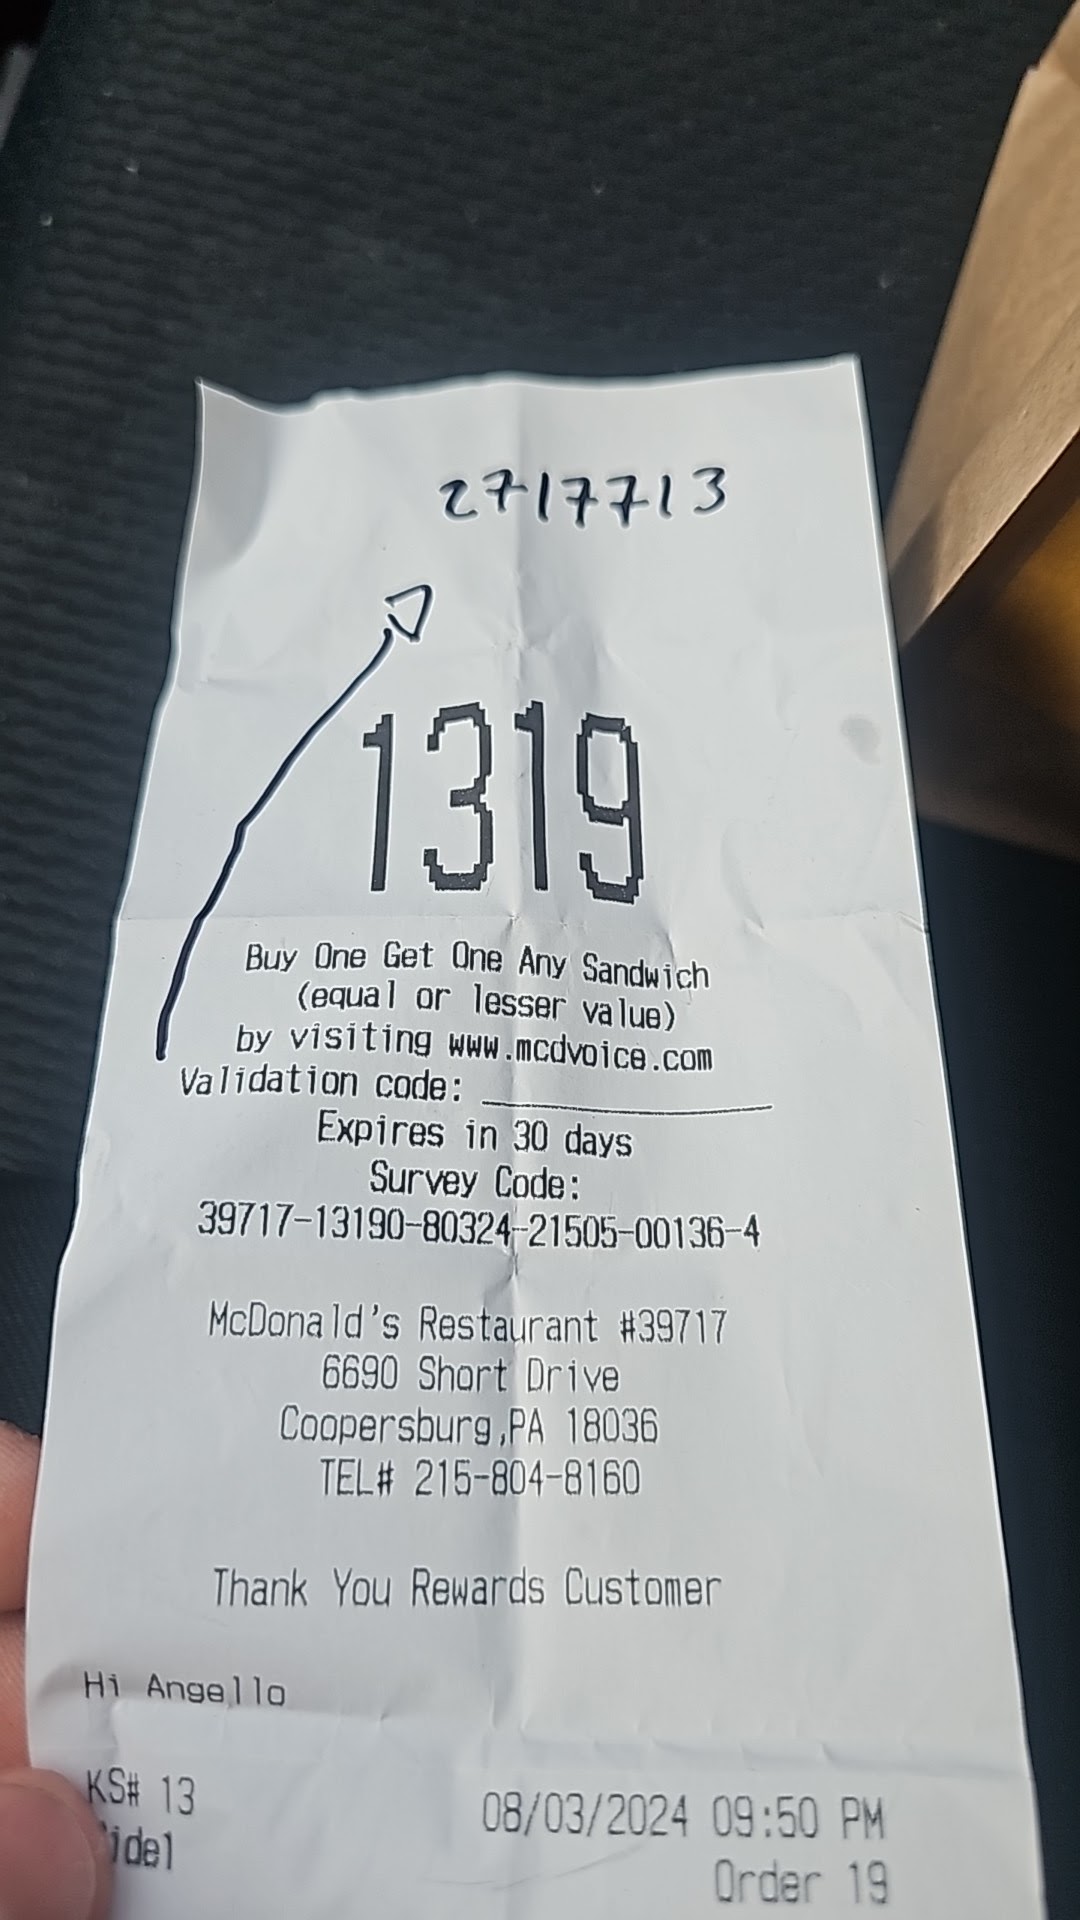 2717713
1319
Buy One Get One Any Sandwich
(equal or lesser value)
by visiting www.mcdvoice.com
Validation code: ____________
Expires in 30 days
Survey Code:
39717-13190-80324-21505-00136-4
McDonald's Restaurant #39717
6690 Short Drive
Coopersburg,PA 18036
TEL# 215-804-8160
Thank You Rewards Customer
Hi Angello
KS# 13
08/03/2024 09:50 PM
Order 19